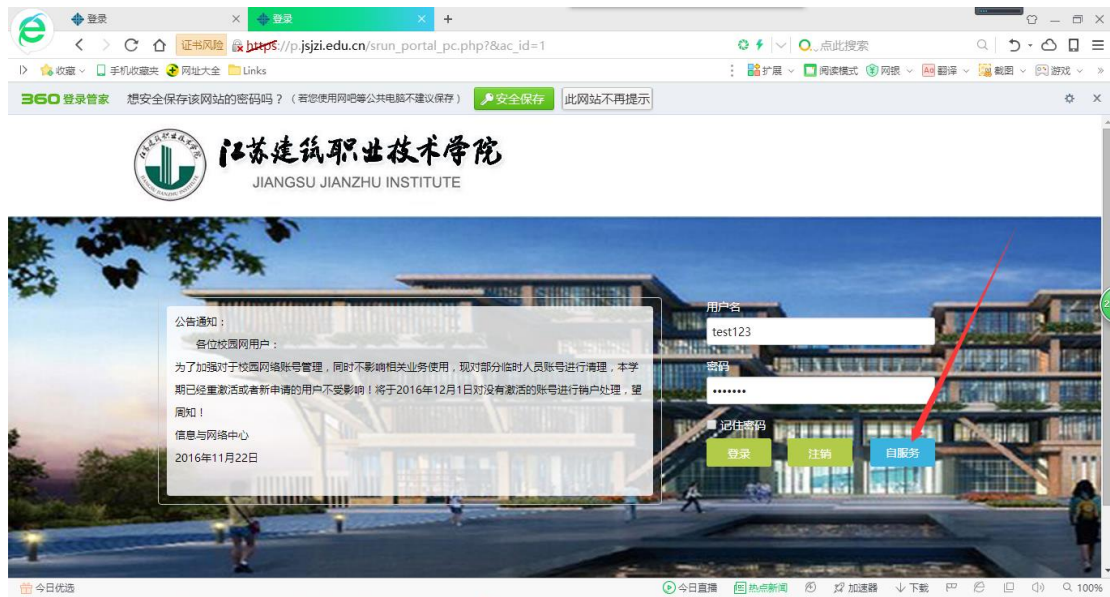 登录 × 登录 × +
证书风险 https://p.jsjzi.edu.cn/srun_portal_pc.php?&ac_id=1 点此搜索
收藏 手机收藏夹 网址大全 Links 扩展 阅读模式 网银 翻译 截图 游戏 »
360 登录管家 想安全保存该网站的密码吗？（若您使用网吧等公共电脑不建议保存） 安全保存 此网站不再提示
江苏建筑职业技术学院
JIANGSU JIANZHU INSTITUTE
公告通知：
各位校园网用户：
为了加强对于校园网络账号管理，同时不影响相关业务使用，现对部分临时人员账号进行清理，本学
期已经重激活或者新申请的用户不受影响！将于2016年12月1日对没有激活的账号进行销户处理，望
周知！
信息与网络中心
2016年11月22日
用户名
test123
密码
•••••••
记住密码
登录 注销 自服务
今日优选 今日直播 热点新闻 加速器 下载 100%